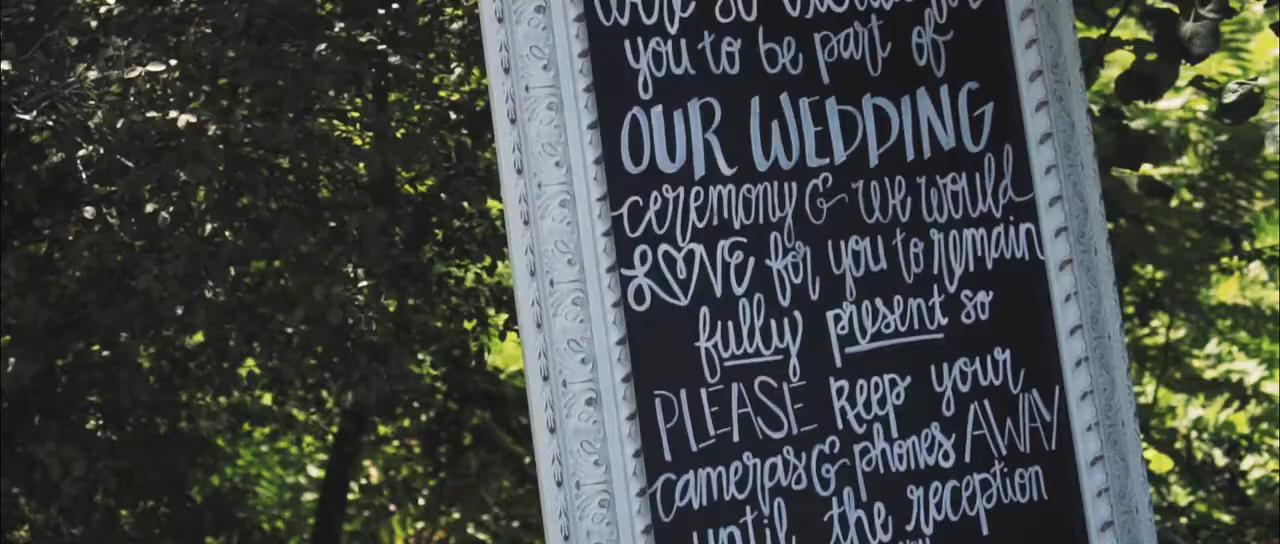 you to be part of
OUR WEDDING
ceremony & we would
LOVE for you to remain
fully present so
PLEASE keep your
cameras & phones AWAY
until the reception